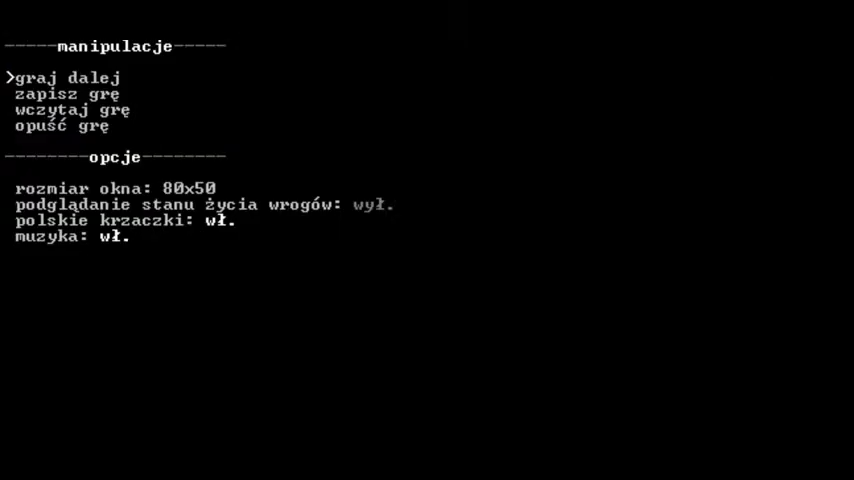 -----manipulacje-----
>graj dalej
zapisz grę
wczytaj grę
opuść grę
--------opcje--------
rozmiar okna: 80x50
podglądanie stanu życia wrogów: wył.
polskie krzaczki: wł.
muzyka: wł.